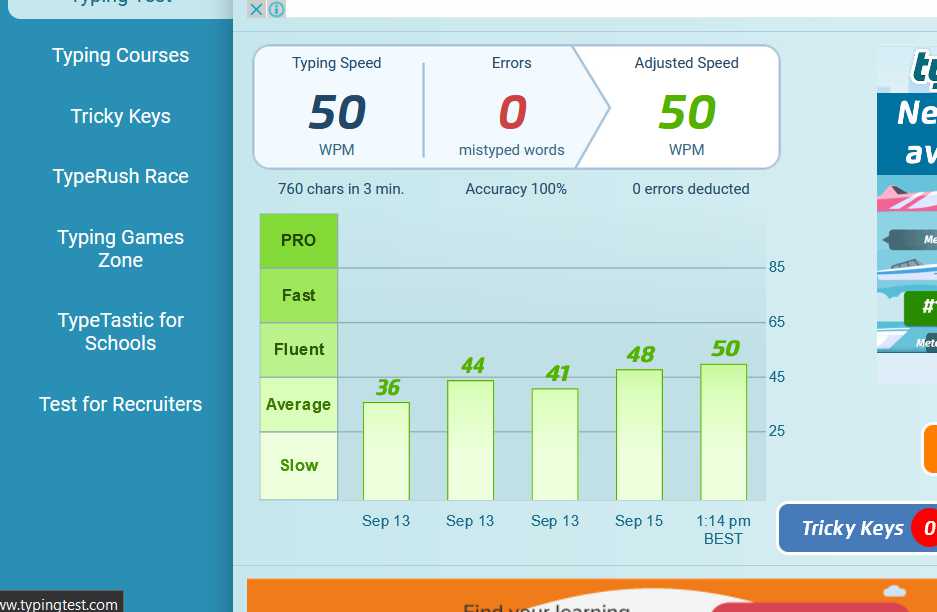 Typing Test
Typing Courses
Tricky Keys
TypeRush Race
Typing Games
Zone
TypeTastic for
Schools
Test for Recruiters
Typing Speed
50
WPM
Errors
0
mistyped words
Adjusted Speed
50
WPM
760 chars in 3 min.
Accuracy 100%
0 errors deducted
PRO
Fast
Fluent
Average
Slow
85
65
45
25
36
44
41
48
50
Sep 13
Sep 13
Sep 13
Sep 15
1:14 pm
BEST
ty
Ne
av
Me
#
Mete
Tricky Keys 0
Find your learning
ww.typingtest.com